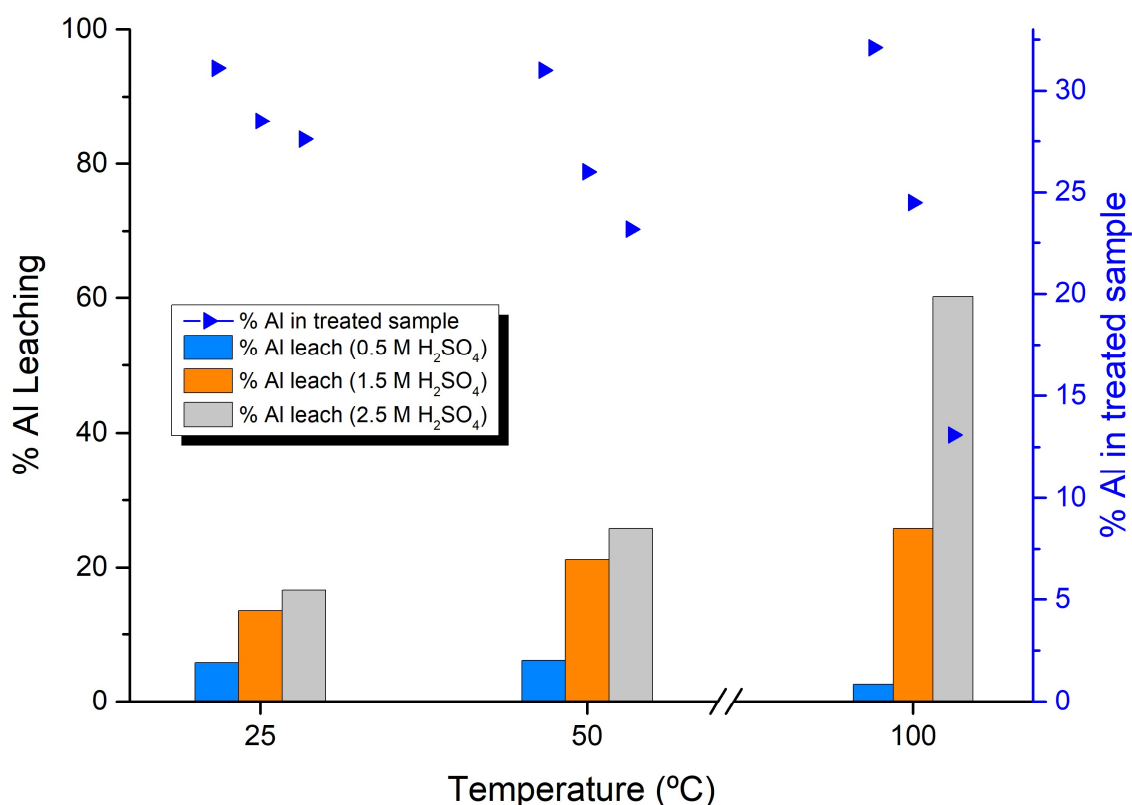 100
80
60
40
20
0
% Al Leaching
30
25
20
15
10
5
0
% Al in treated sample
% Al in treated sample
% Al leach (0.5 M H₂SO₄)
% Al leach (1.5 M H₂SO₄)
% Al leach (2.5 M H₂SO₄)
25
50
100
Temperature (ºC)